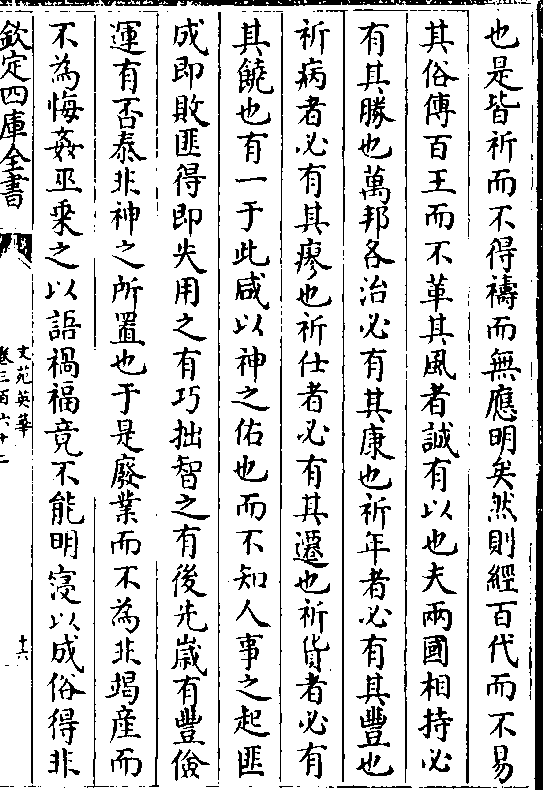 也是皆祈而不得禱而無應明矣然則經百代而不易
其俗傳百王而不革其風者誠有以也夫兩國相持必
有其勝也萬邦各治必有其康也祈年者必有其豐也
祈病者必有其瘳也祈仕者必有其遷也祈貨者必有
其饒也有一于此咸以神之佑也而不知人事之起匪
成即敗匪得即失用之有巧拙智之有後先歲有豐儉
運有否泰非神之所置也于是廢業而不為非竭產而
不為悔姦巫乘之以語禍福竟不能明寖以成俗得非
欽定四庫全書
文苑英華
卷三百六十二
十六